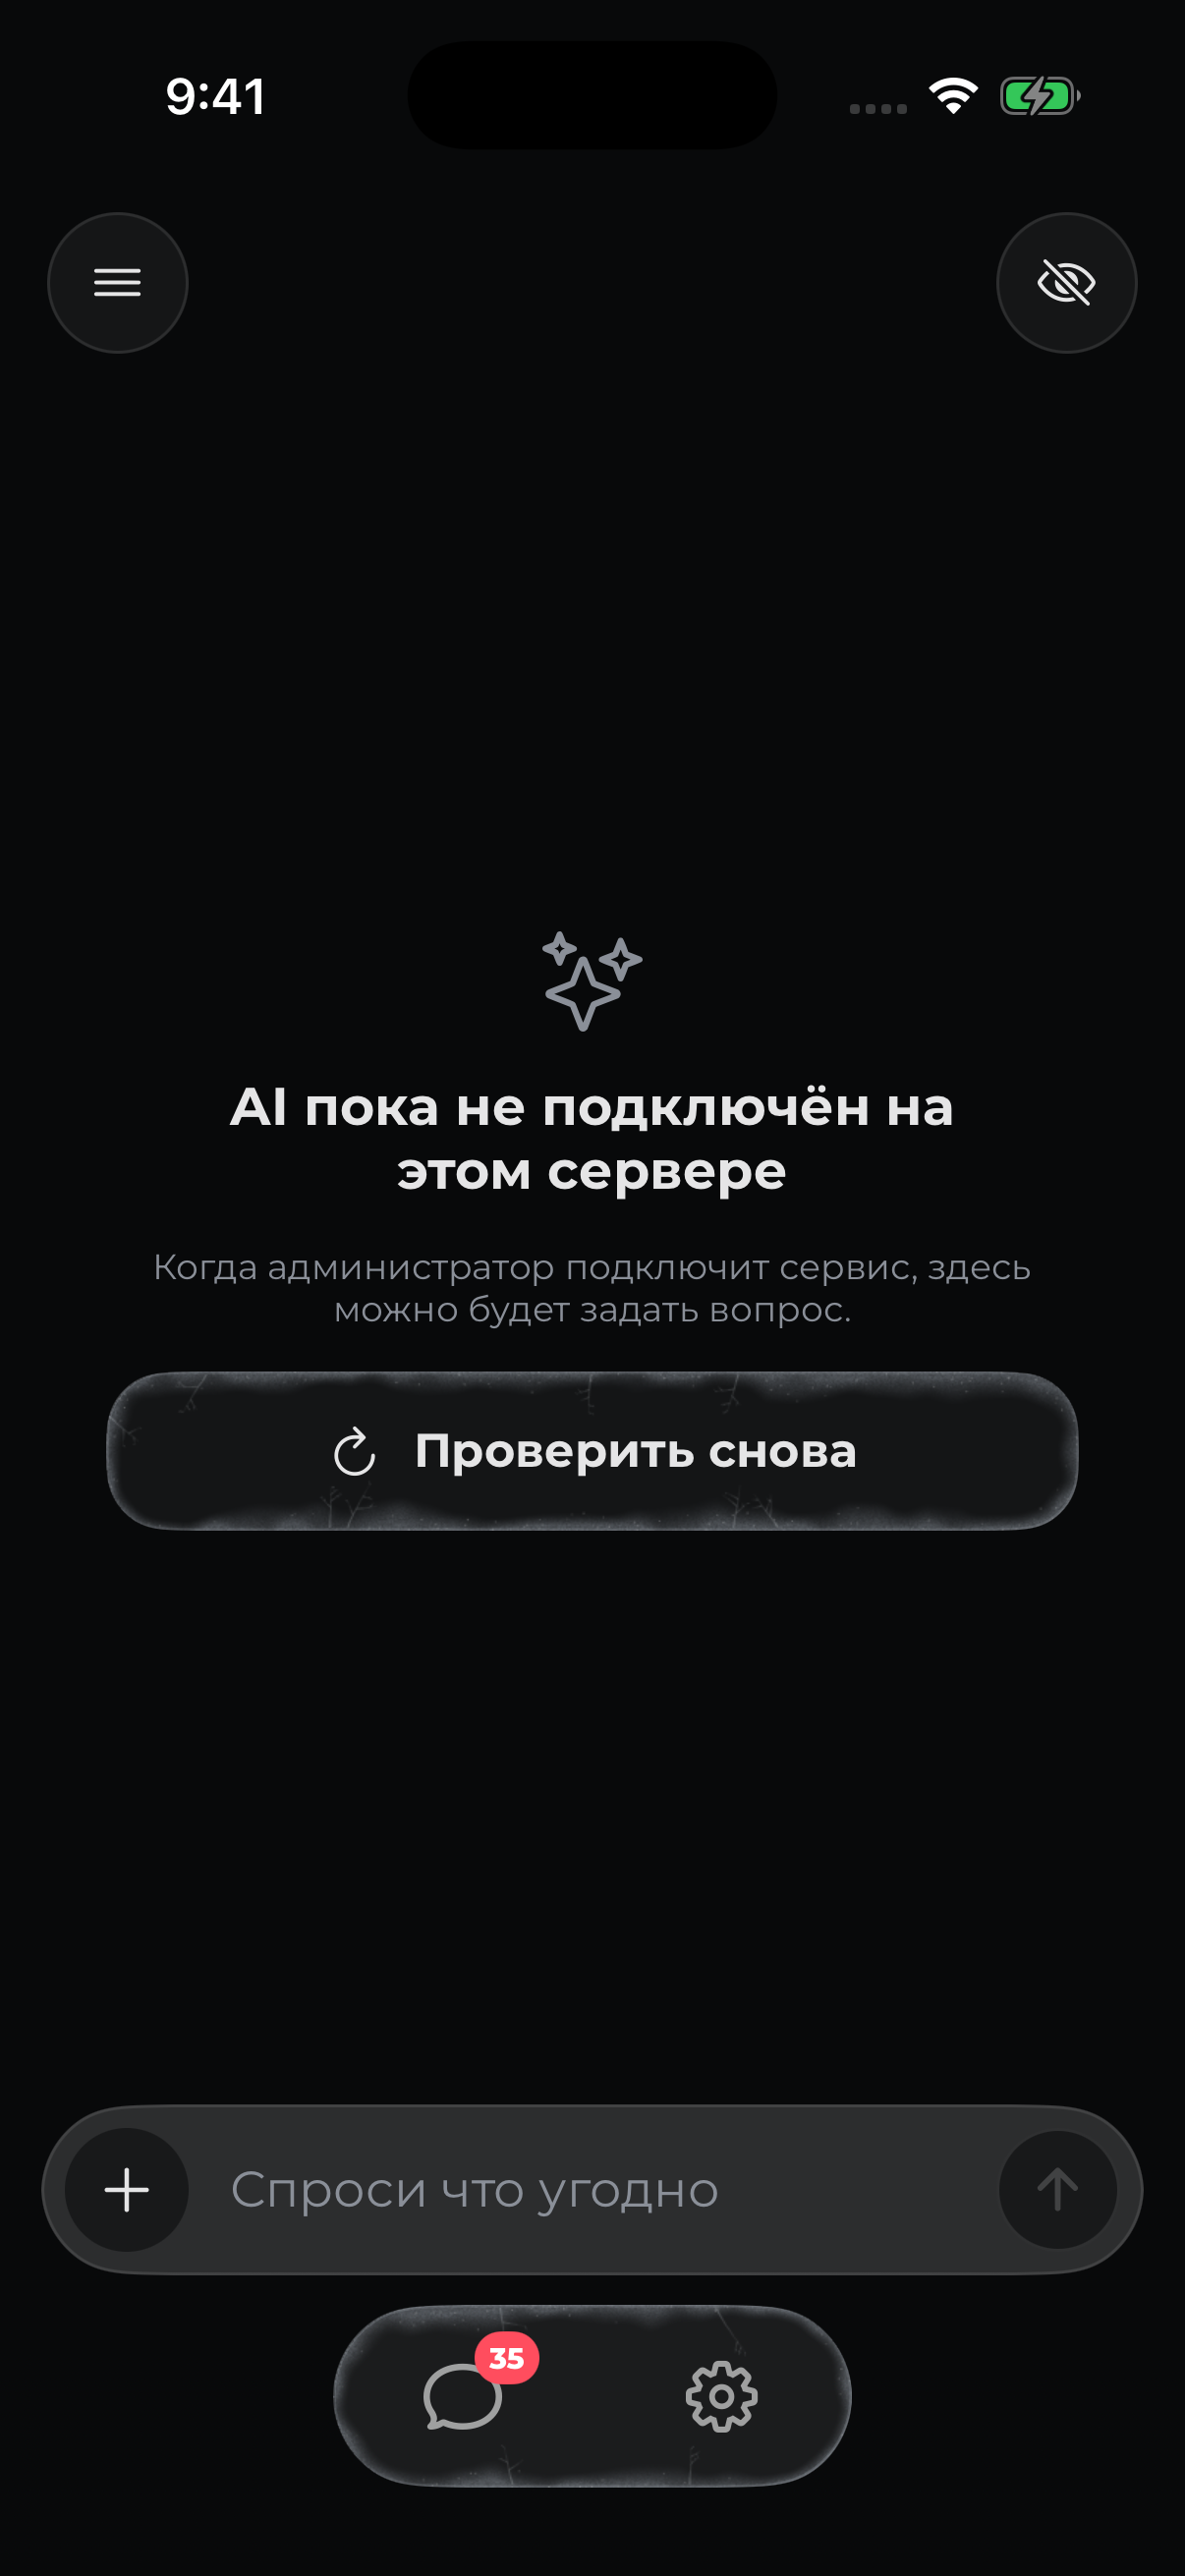 9:41
AI пока не подключён на
этом сервере
Когда администратор подключит сервис, здесь
можно будет задать вопрос.
Проверить снова
Спроси что угодно
35